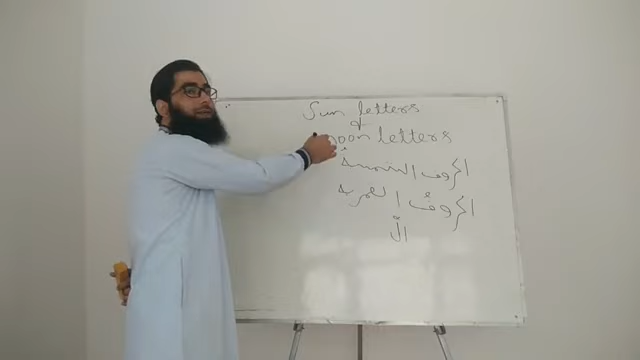 Sun letters
&
moon letters
الحروف الشمسية
الحروفُ القمرية
الْ